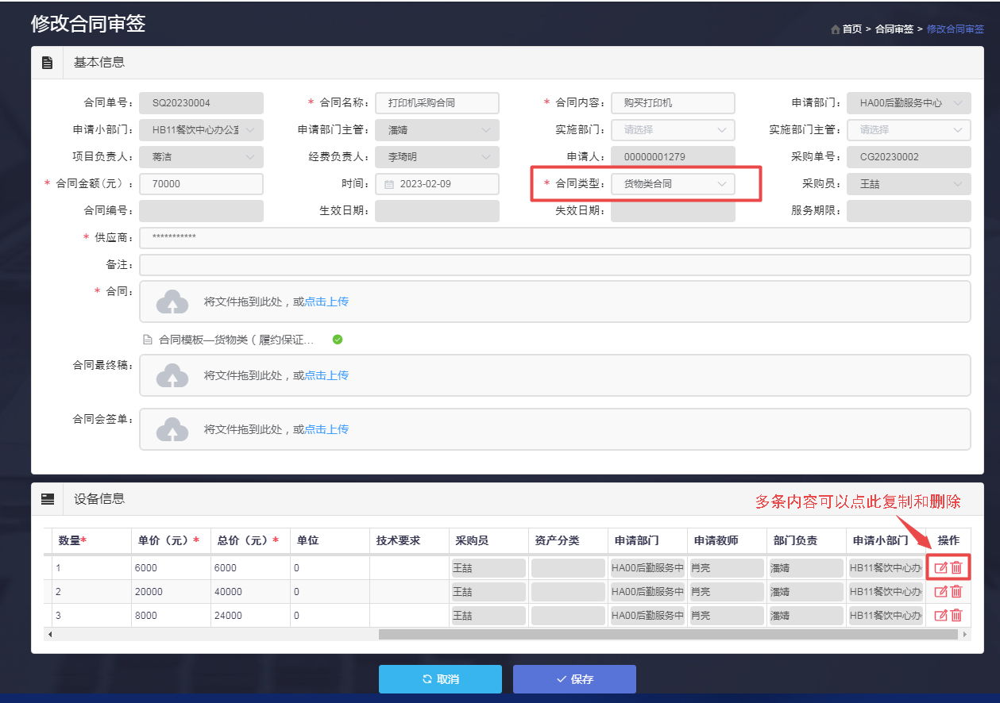 修改合同审签
首页 > 合同审签 > 修改合同审签
基本信息
合同单号： SQ20230004 * 合同名称： 打印机采购合同 * 合同内容： 购买打印机 申请部门： HA00后勤服务中心
申请小部门： HB11餐饮中心办公室 申请部门主管： 潘婧 实施部门： 请选择 实施部门主管： 请选择
项目负责人： 蒋洁 经费负责人： 李琦明 申请人： 00000001279 采购单号： CG20230002
* 合同金额(元)： 70000 时间： 2023-02-09 * 合同类型： 货物类合同 采购员： 王喆
合同编号： 生效日期： 失效日期： 服务期限：
* 供应商： ***********
备注：
* 合同： 将文件拖到此处，或点击上传
合同模板—货物类（履约保证...
合同最终稿： 将文件拖到此处，或点击上传
合同会签单： 将文件拖到此处，或点击上传
设备信息
多条内容可以点此复制和删除
数量* 单价（元）* 总价（元）* 单位 技术要求 采购员 资产分类 申请部门 申请教师 部门负责 申请小部门 操作
1 6000 6000 0 王喆 HA00后勤服务中 肖亮 潘婧 HB11餐饮中心办
2 20000 40000 0 王喆 HA00后勤服务中 肖亮 潘婧 HB11餐饮中心办
3 8000 24000 0 王喆 HA00后勤服务中 肖亮 潘婧 HB11餐饮中心办
取消 保存